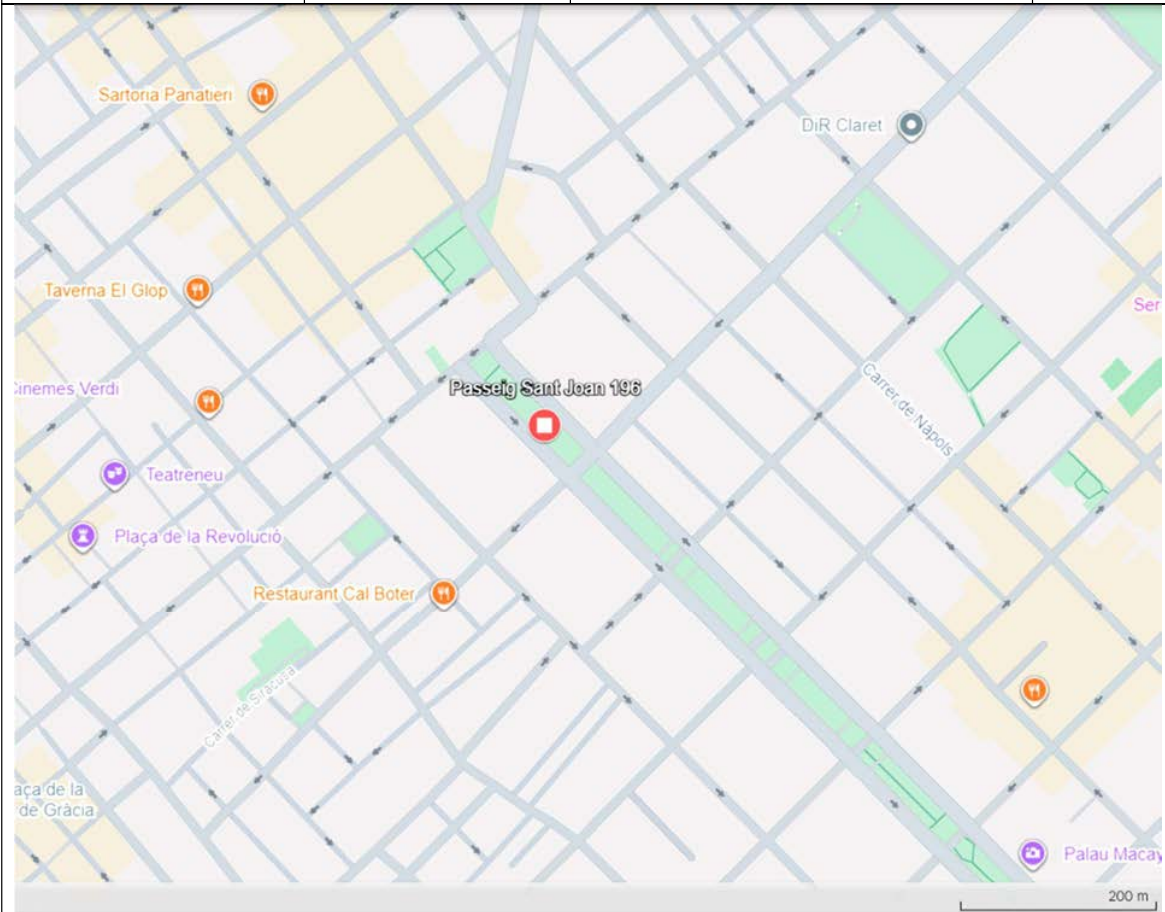 Sartoria Panatieri
DiR Claret
Taverna El Glop
Ser
Cinemes Verdi
Passeig Sant Joan 196
Carrer de Nàpols
Teatreneu
Plaça de la Revolució
Restaurant Cal Boter
Carrer de Siracusa
aça de la
de Gràcia
Palau Macay
200 m